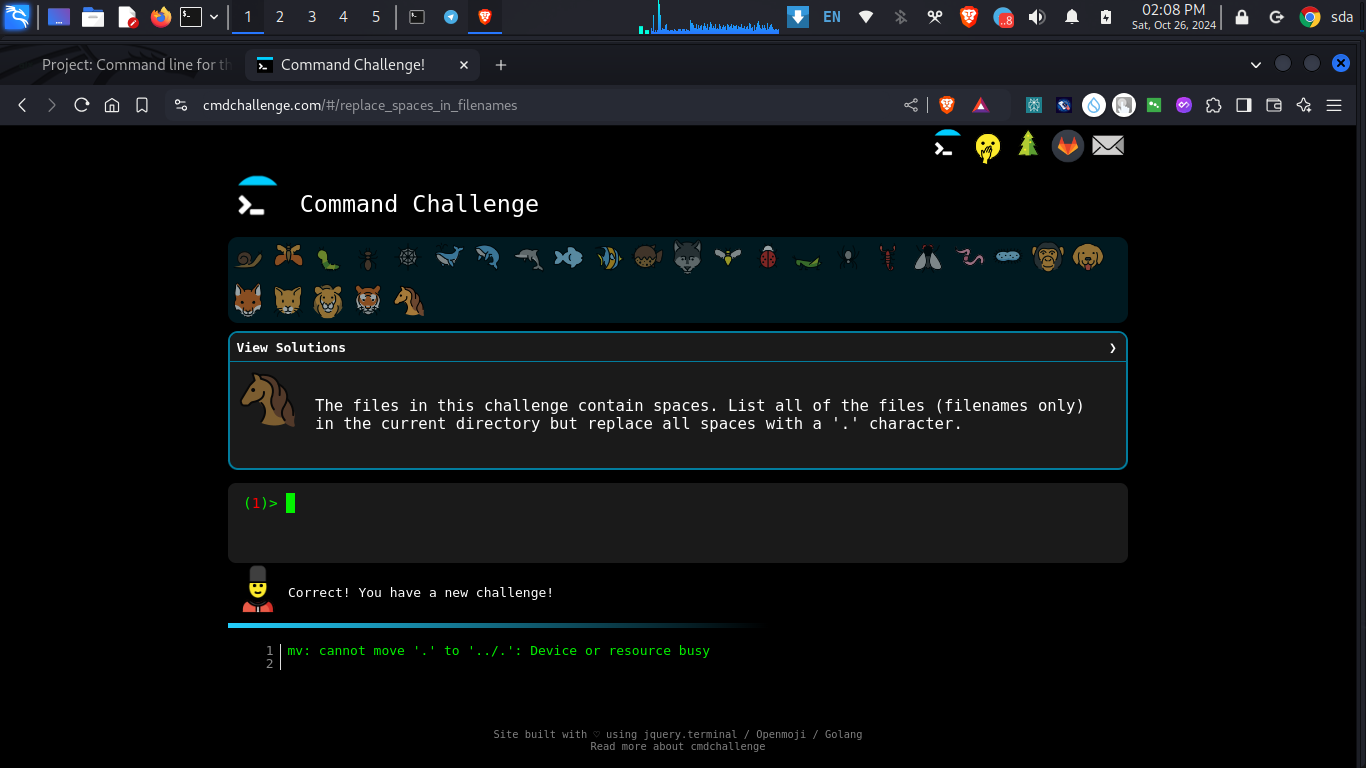 1 2 3 4 5 EN ..8 02:08 PM sda
Sat, Oct 26, 2024
Project: Command line for th
Command Challenge!
cmdchallenge.com/#/replace_spaces_in_filenames
Command Challenge
View Solutions
The files in this challenge contain spaces. List all of the files (filenames only)
in the current directory but replace all spaces with a '.' character.
(1)>
Correct! You have a new challenge!
1 mv: cannot move '.' to '../.': Device or resource busy
2
Site built with ♡ using jquery.terminal / Openmoji / Golang
Read more about cmdchallenge